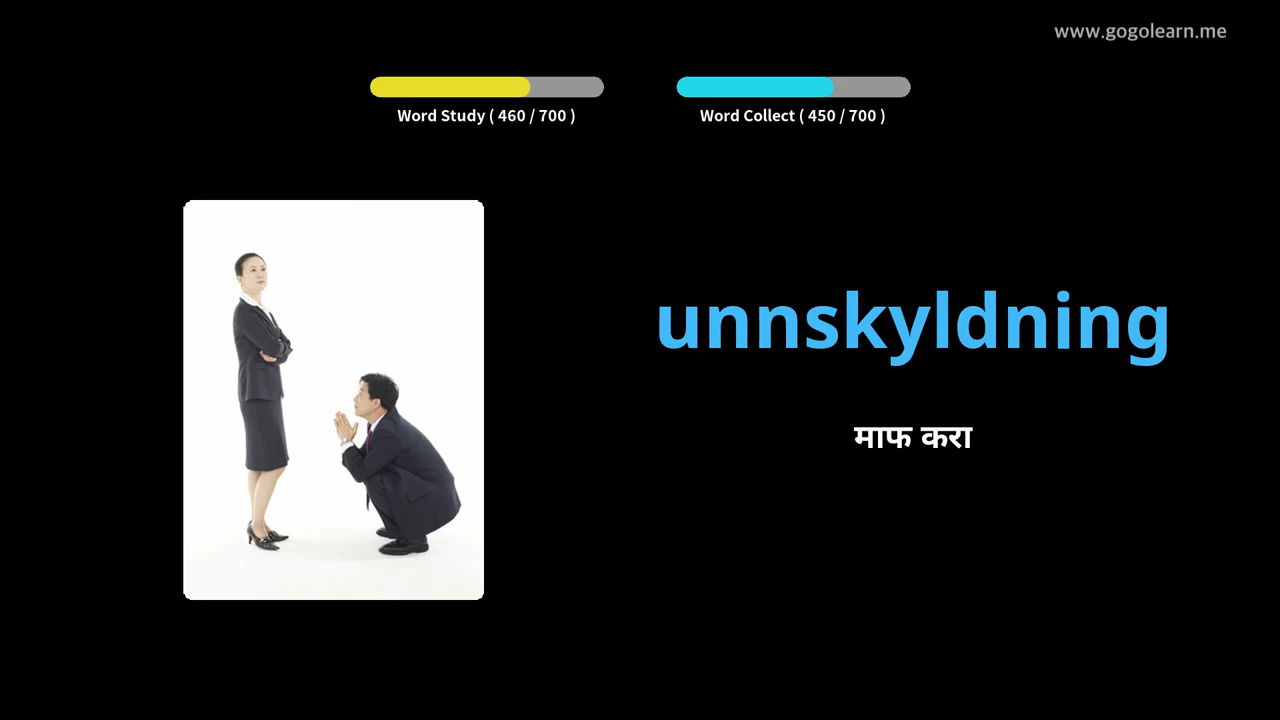 www.gogolearn.me
Word Study ( 460 / 700 )
Word Collect ( 450 / 700 )
unnskyldning
माफ करा